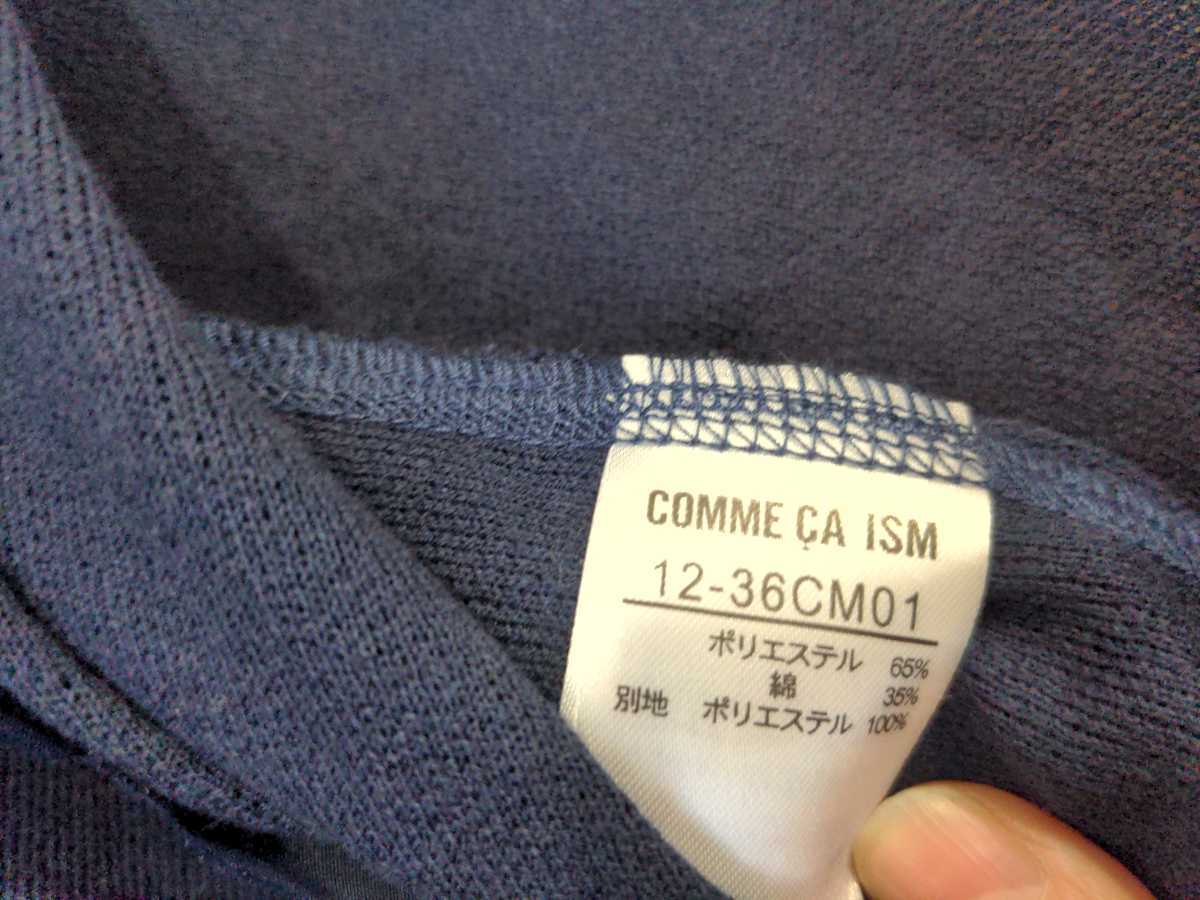 COMME ÇA ISM
12-36CM01
ポリエステル 65%
綿 35%
別地 ポリエステル 100%